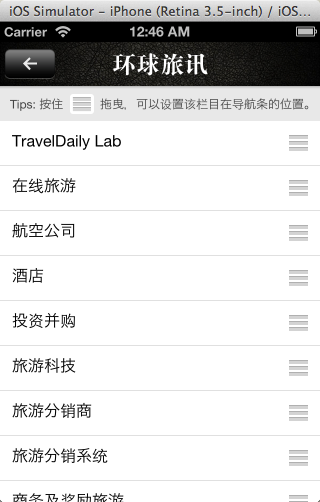 iOS Simulator - iPhone (Retina 3.5-inch) / iOS...
Carrier 12:46 AM
环球旅讯
Tips: 按住 拖曳，可以设置该栏目在导航条的位置。
TravelDaily Lab
在线旅游
航空公司
酒店
投资并购
旅游科技
旅游分销商
旅游分销系统
商务及奖励旅游